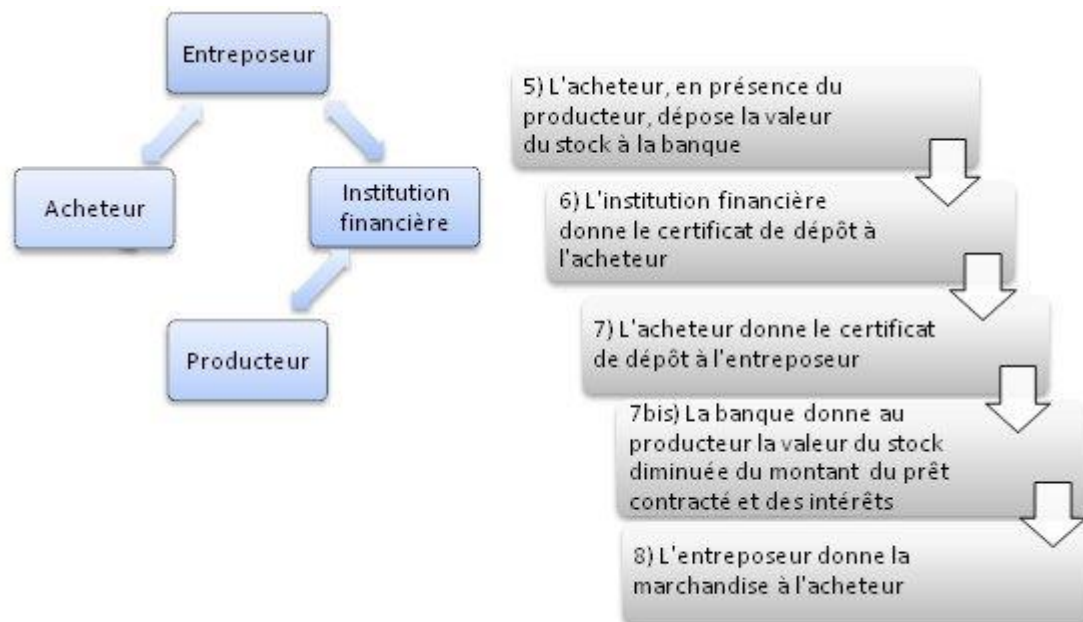 Entreposeur
Acheteur
Institution
financière
Producteur
5) L'acheteur, en présence du
producteur, dépose la valeur
du stock à la banque
6) L'institution financière
donne le certificat de dépôt à
l'acheteur
7) L'acheteur donne le certificat
de dépôt à l'entreposeur
7bis) La banque donne au
producteur la valeur du stock
diminuée du montant du prêt
contracté et des intérêts
8) L'entreposeur donne la
marchandise à l'acheteur